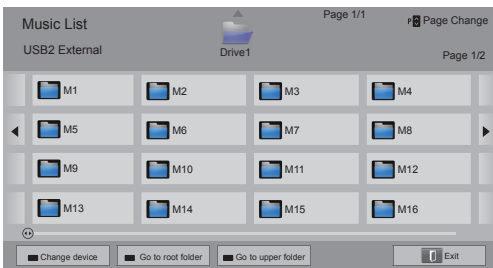 Music List
Page 1/1
P Page Change
USB2 External
Drive1
Page 1/2
M1
M2
M3
M4
M5
M6
M7
M8
M9
M10
M11
M12
M13
M14
M15
M16
Change device
Go to root folder
Go to upper folder
Exit